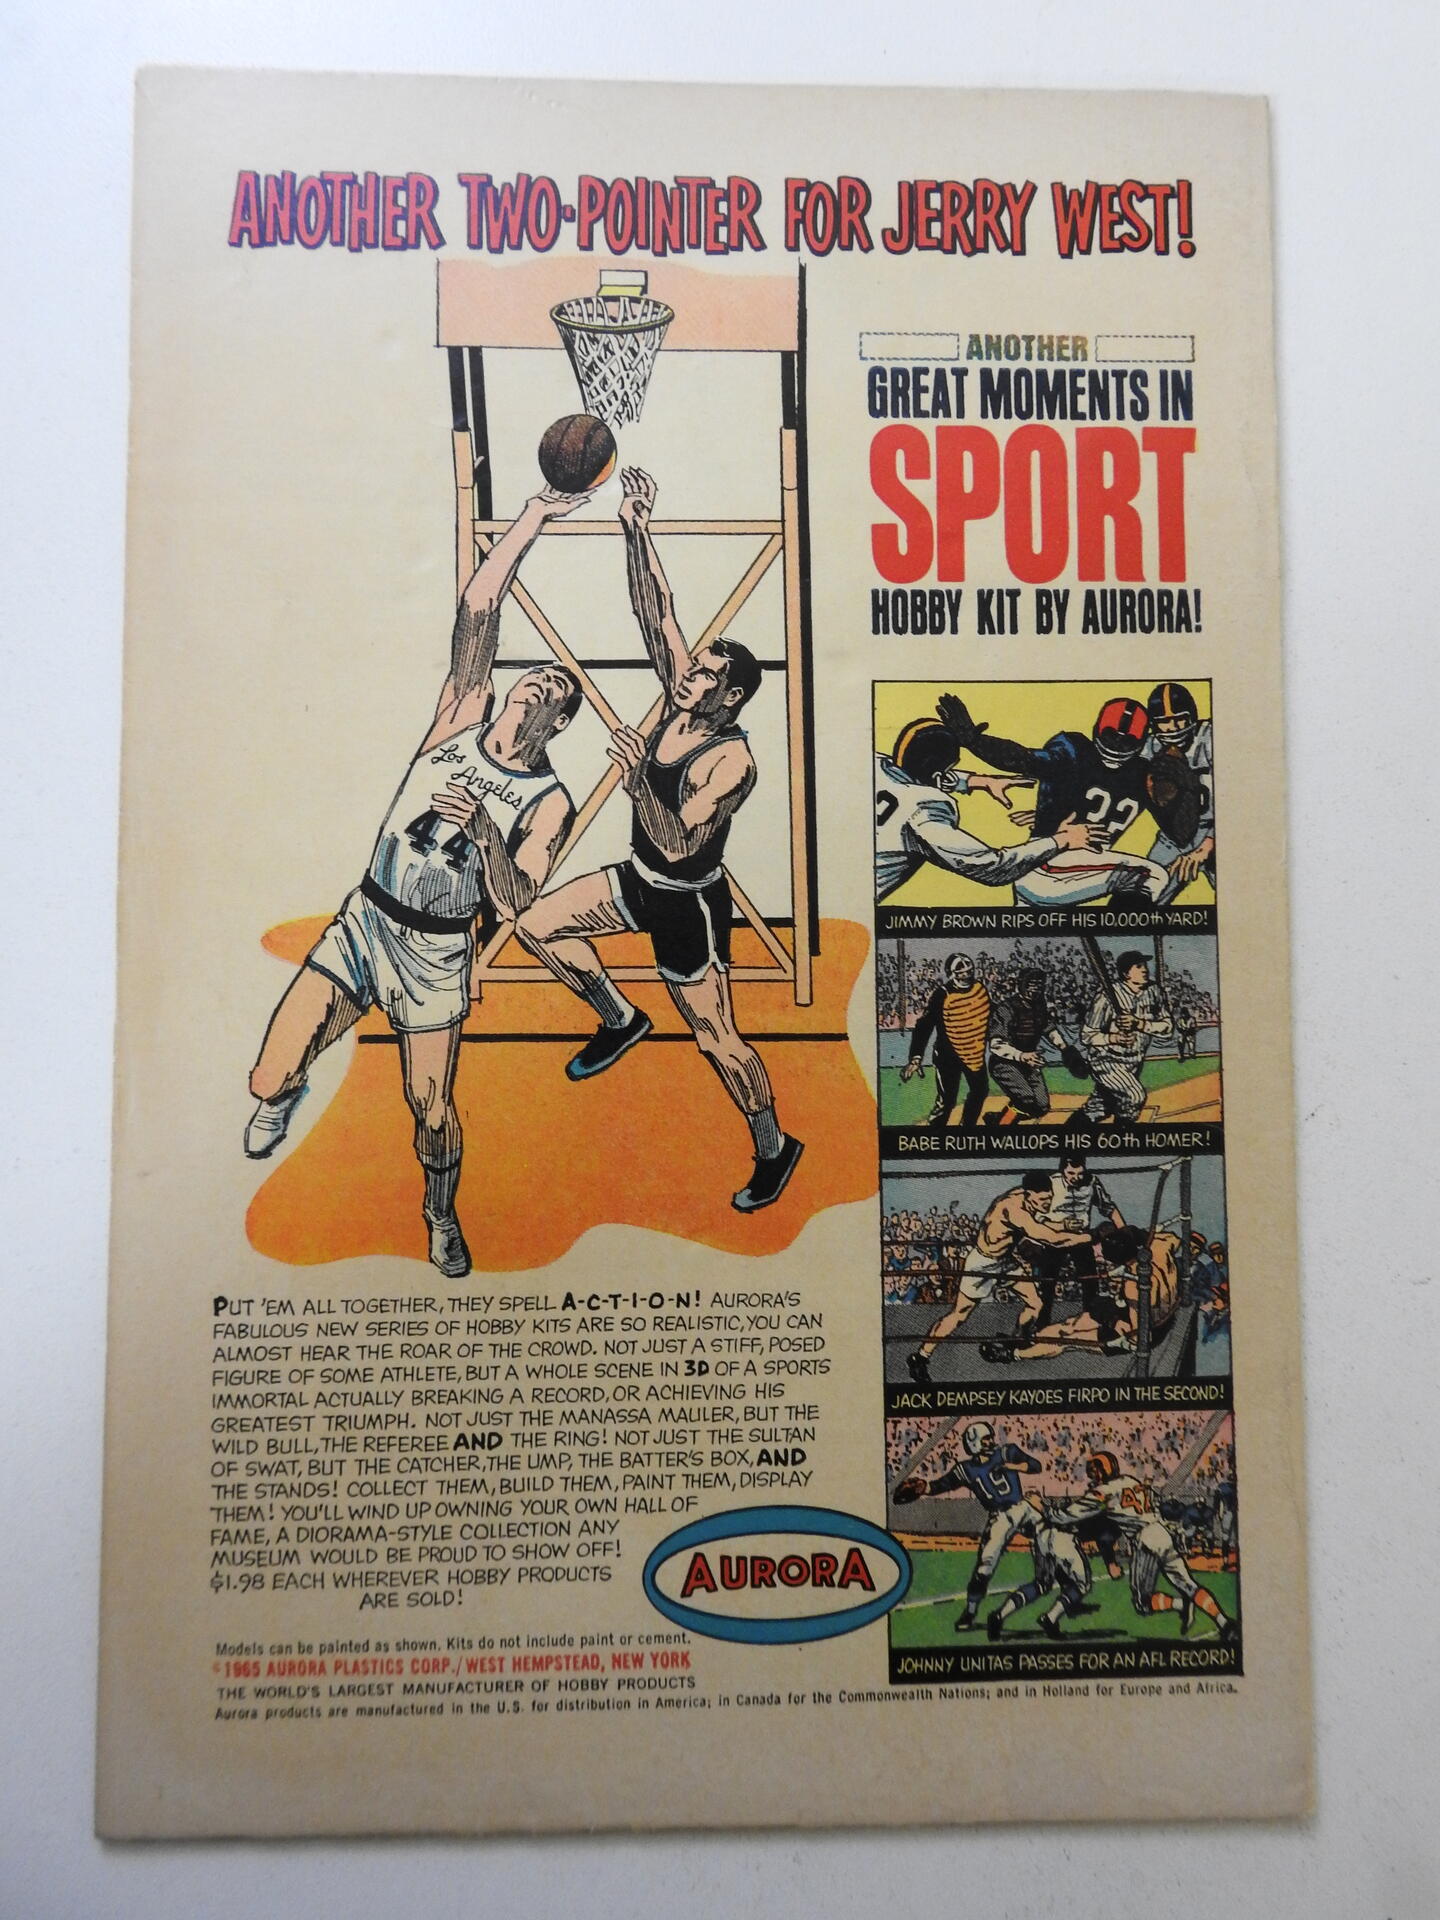 ANOTHER TWO-POINTER FOR JERRY WEST!
ANOTHER
GREAT MOMENTS IN
SPORT
HOBBY KIT BY AURORA!
Los
Angeles
44
32
JIMMY BROWN RIPS OFF HIS 10,000th YARD!
BABE RUTH WALLOPS HIS 60th HOMER!
JACK DEMPSEY KAYOES FIRPO IN THE SECOND!
19
47
JOHNNY UNITAS PASSES FOR AN AFL RECORD!
PUT 'EM ALL TOGETHER, THEY SPELL A-C-T-I-O-N! AURORA'S
FABULOUS NEW SERIES OF HOBBY KITS ARE SO REALISTIC, YOU CAN
ALMOST HEAR THE ROAR OF THE CROWD. NOT JUST A STIFF, POSED
FIGURE OF SOME ATHLETE, BUT A WHOLE SCENE IN 3D OF A SPORTS
IMMORTAL ACTUALLY BREAKING A RECORD, OR ACHIEVING HIS
GREATEST TRIUMPH. NOT JUST THE MANASSA MAULER, BUT THE
WILD BULL, THE REFEREE AND THE RING! NOT JUST THE SULTAN
OF SWAT, BUT THE CATCHER, THE UMP, THE BATTER'S BOX, AND
THE STANDS! COLLECT THEM, BUILD THEM, PAINT THEM, DISPLAY
THEM! YOU'LL WIND UP OWNING YOUR OWN HALL OF
FAME, A DIORAMA-STYLE COLLECTION ANY
MUSEUM WOULD BE PROUD TO SHOW OFF!
$1.98 EACH WHEREVER HOBBY PRODUCTS
ARE SOLD!
AURORA
Models can be painted as shown. Kits do not include paint or cement.
©1965 AURORA PLASTICS CORP./WEST HEMPSTEAD, NEW YORK
THE WORLD'S LARGEST MANUFACTURER OF HOBBY PRODUCTS
Aurora products are manufactured in the U.S. for distribution in America; in Canada for the Commonwealth Nations; and in Holland for Europe and Africa.